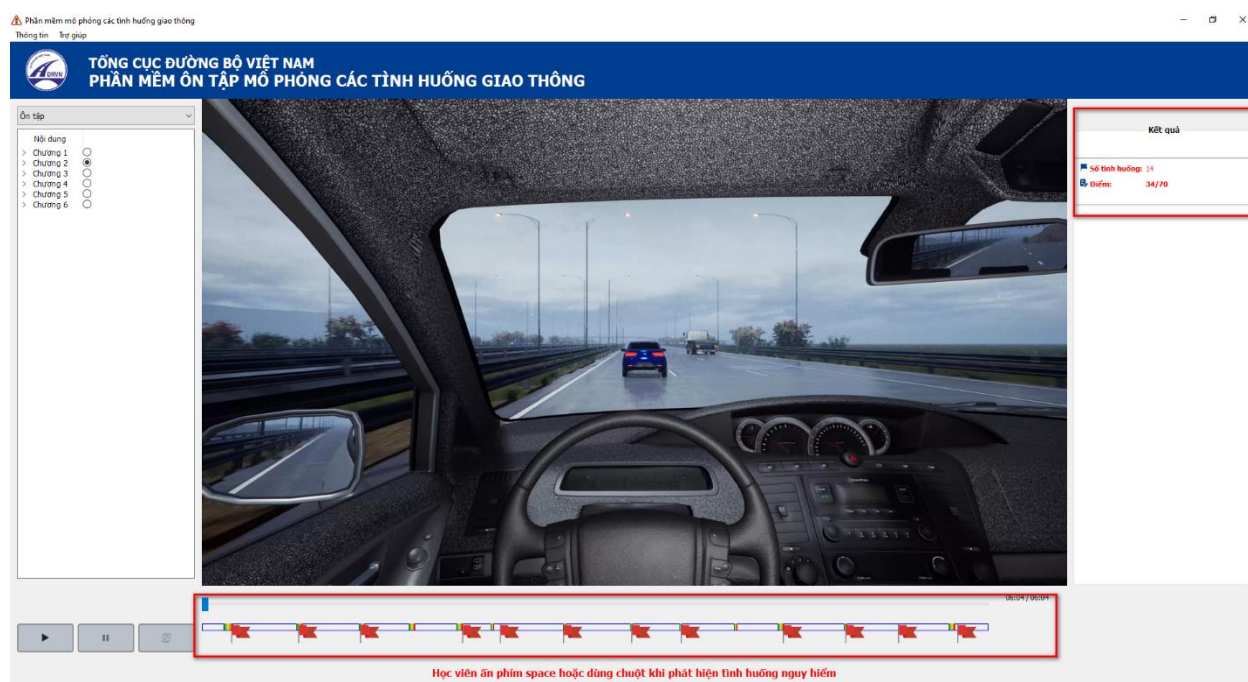 Phần mềm mô phỏng các tình huống giao thông
Thông tin Trợ giúp
TỔNG CỤC ĐƯỜNG BỘ VIỆT NAM
PHẦN MỀM ÔN TẬP MÔ PHỎNG CÁC TÌNH HUỐNG GIAO THÔNG
DRVN
Ôn tập
Nội dung
Chương 1
Chương 2
Chương 3
Chương 4
Chương 5
Chương 6
Kết quả
Số tình huống: 14
Điểm: 34/70
06:04 / 06:04
Học viên ấn phím space hoặc dùng chuột khi phát hiện tình huống nguy hiểm